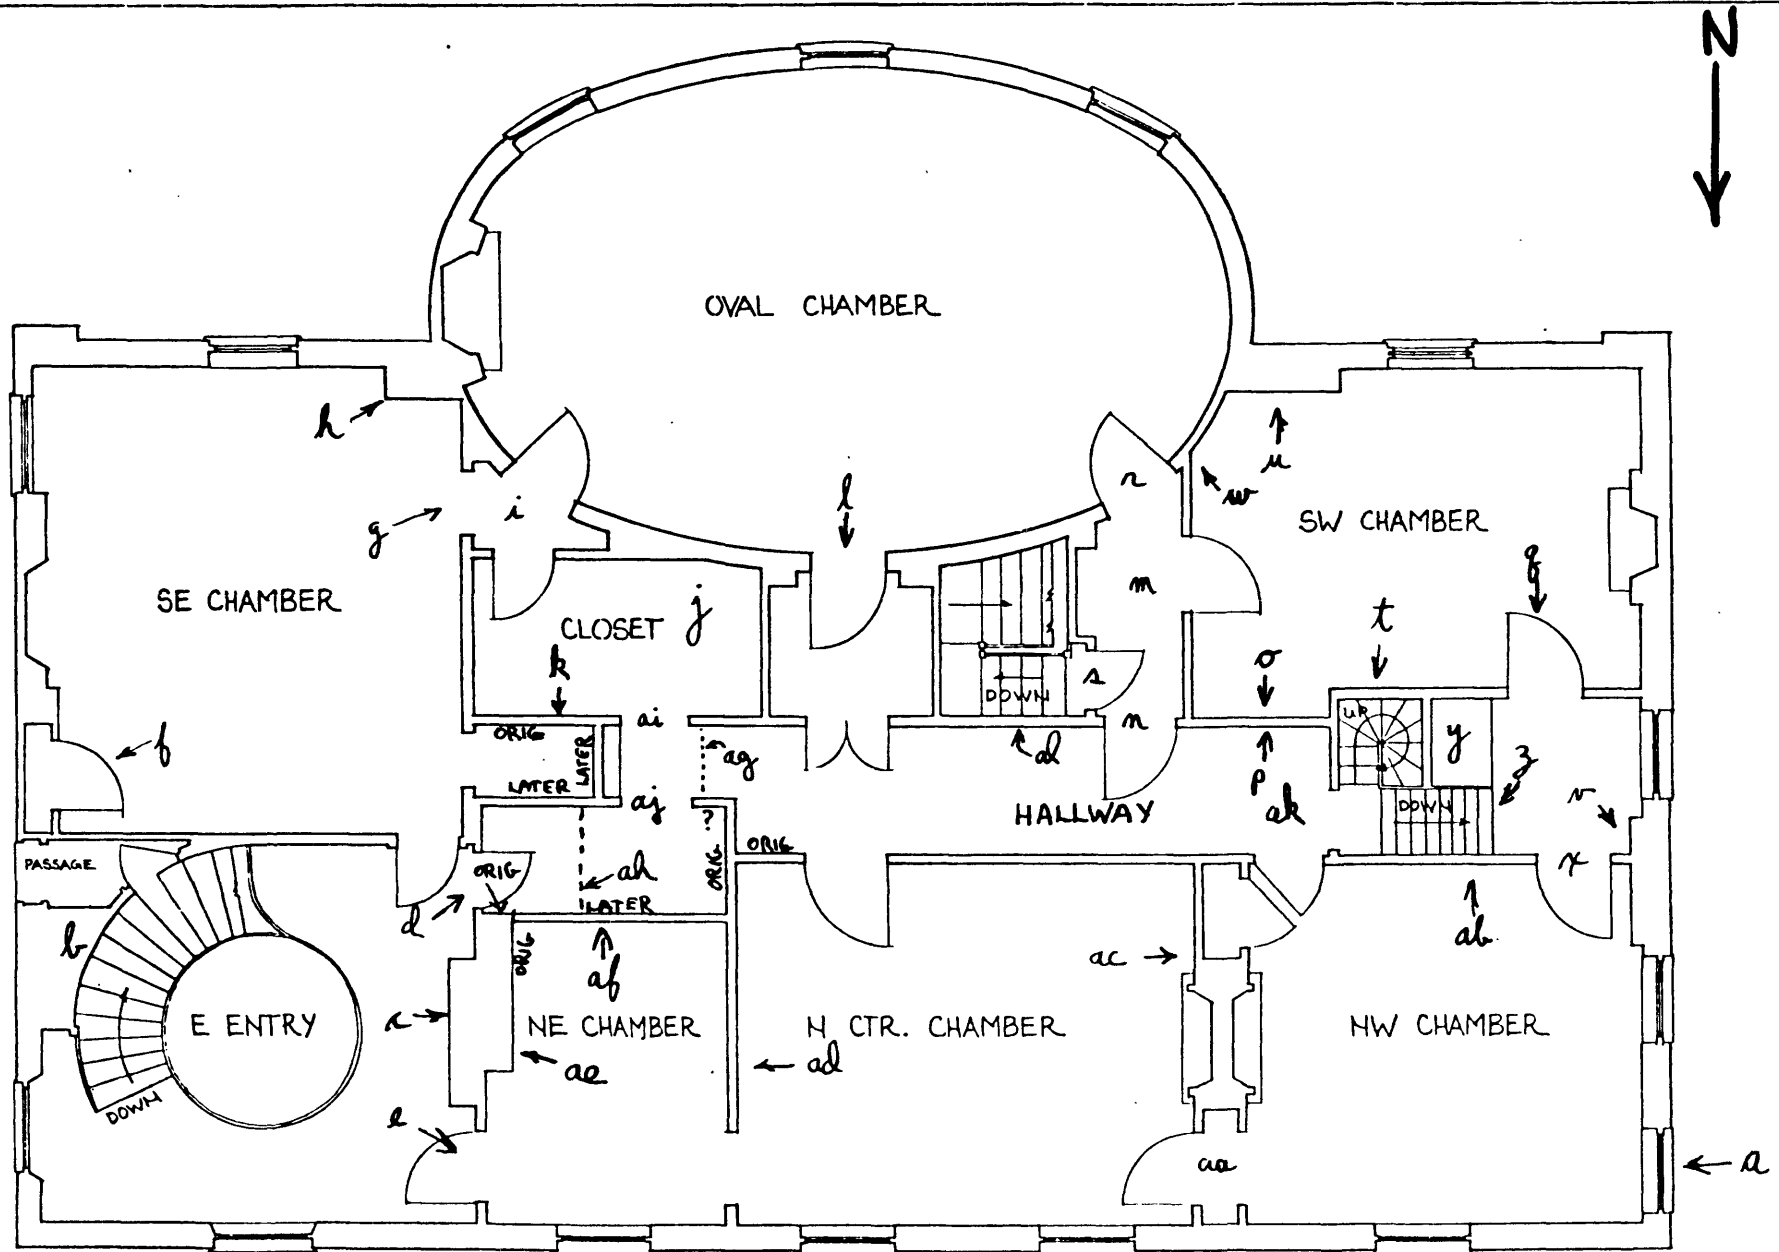 N
OVAL CHAMBER
h
u
w
r
l
i
g
SW CHAMBER
q
m
SE CHAMBER
j
CLOSET
t
k
o
s
DOWN
ai
n
UP
y
f
ORIG
LATER
LATER
ag
al
p
z
aj
ak
HALLWAY
DOWN
v
?
ORIG
PASSAGE
ORIG
ah
ORIG
x
LATER
d
b
ORIG
af
ab
ac
E ENTRY
c
NE CHAMBER
N CTR. CHAMBER
NW CHAMBER
ae
ad
DOWN
e
aa
a